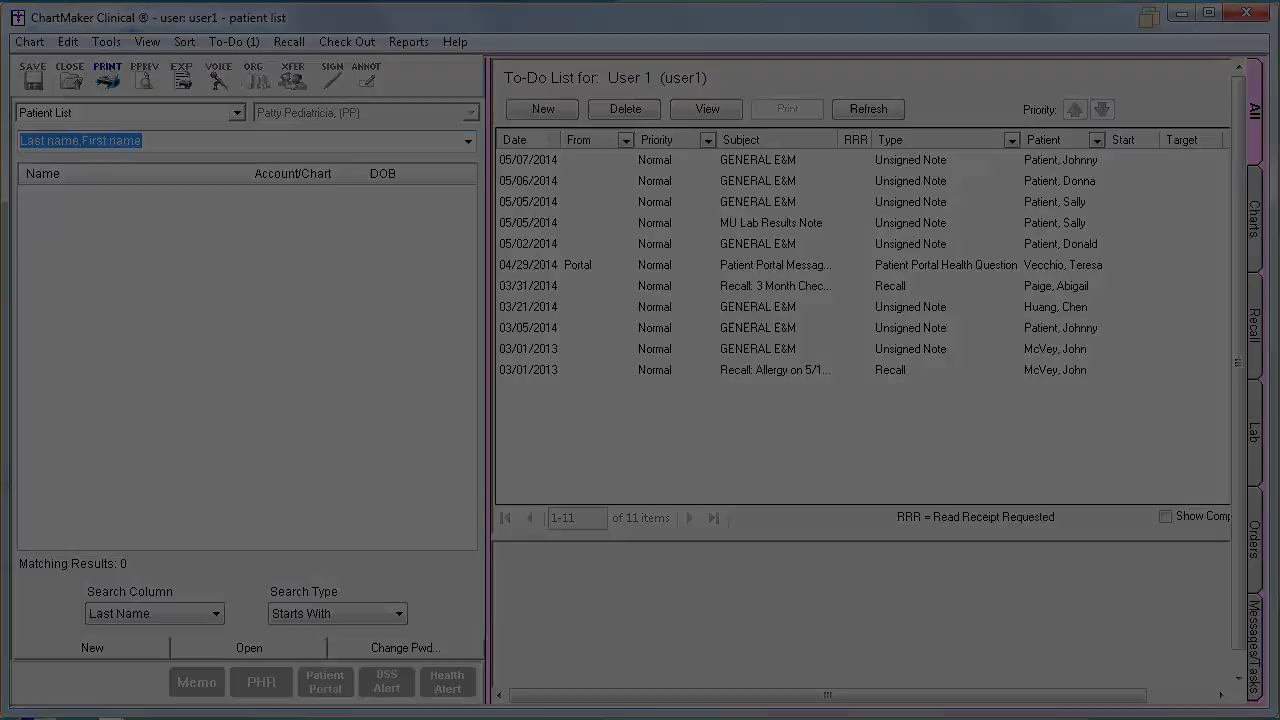 ChartMaker Clinical ® - user: user1 - patient list
Chart Edit Tools View Sort To-Do (1) Recall Check Out Reports Help
SAVE CLOSE PRINT PPREV EXP VOICE ORG XFER SIGN ANNOT
Patient List Patty Pediatricia, (PP)
Last name,First name
Name Account/Chart DOB
Matching Results: 0
Search Column Search Type
Last Name Starts With
New Open Change Pwd...
Memo PHR Patient Portal DSS Alert Health Alert
To-Do List for: User 1 (user1)
New Delete View Print Refresh Priority:
Date From Priority Subject RRR Type Patient Start Target
05/07/2014 Normal GENERAL E&M Unsigned Note Patient, Johnny
05/06/2014 Normal GENERAL E&M Unsigned Note Patient, Donna
05/05/2014 Normal GENERAL E&M Unsigned Note Patient, Sally
05/05/2014 Normal MU Lab Results Note Unsigned Note Patient, Sally
05/02/2014 Normal GENERAL E&M Unsigned Note Patient, Donald
04/29/2014 Portal Normal Patient Portal Messag... Patient Portal Health Question Vecchio, Teresa
03/31/2014 Normal Recall: 3 Month Chec... Recall Paige, Abigail
03/21/2014 Normal GENERAL E&M Unsigned Note Huang, Chen
03/05/2014 Normal GENERAL E&M Unsigned Note Patient, Johnny
03/01/2013 Normal GENERAL E&M Unsigned Note McVey, John
03/01/2013 Normal Recall: Allergy on 5/1... Recall McVey, John
1-11 of 11 items RRR = Read Receipt Requested Show Comp
All
Charts
Recall
Lab
Orders
Messages/Tasks